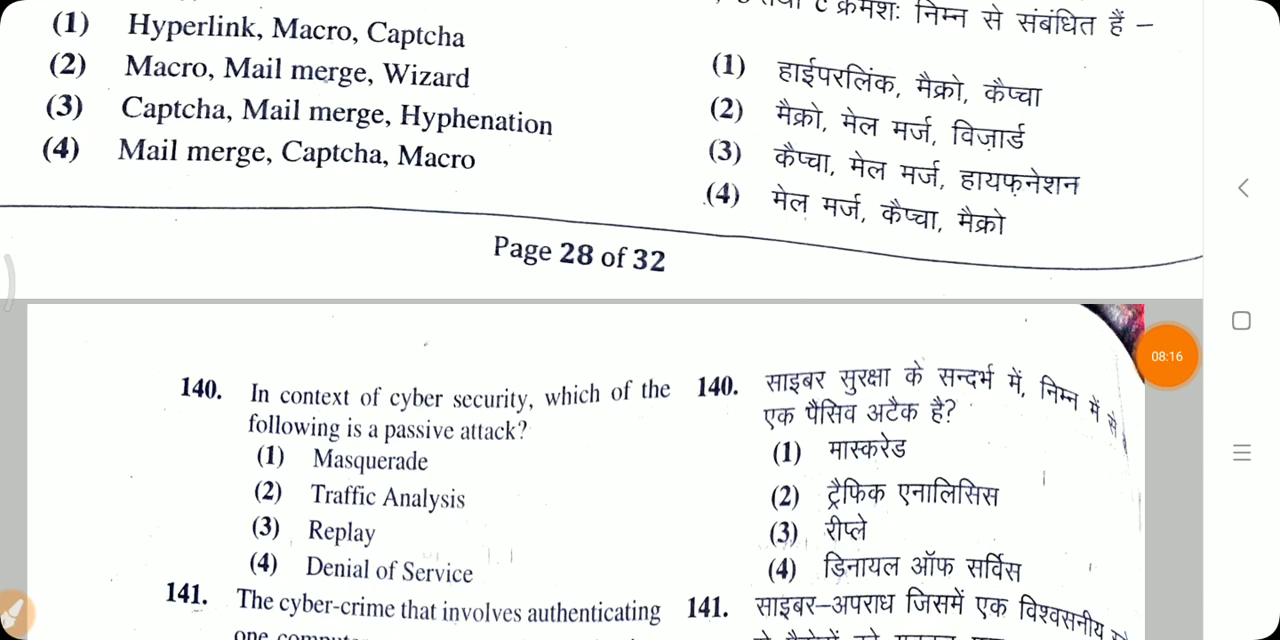 क्रमशः निम्न से संबंधित हैं –
(1) Hyperlink, Macro, Captcha
(2) Macro, Mail merge, Wizard
(3) Captcha, Mail merge, Hyphenation
(4) Mail merge, Captcha, Macro
(1) हाईपरलिंक, मैक्रो, कैप्चा
(2) मैक्रो, मेल मर्ज, विज़ार्ड
(3) कैप्चा, मेल मर्ज, हायफ़नेशन
(4) मेल मर्ज, कैप्चा, मैक्रो
Page 28 of 32
08:16
140. In context of cyber security, which of the
following is a passive attack?
(1) Masquerade
(2) Traffic Analysis
(3) Replay
(4) Denial of Service
141. The cyber-crime that involves authenticating
one
140. साइबर सुरक्षा के सन्दर्भ में, निम्न में से
एक पैसिव अटैक है?
(1) मास्करेड
(2) ट्रैफिक एनालिसिस
(3) रीप्ले
(4) डिनायल ऑफ सर्विस
141. साइबर–अपराध जिसमें एक विश्वसनीय